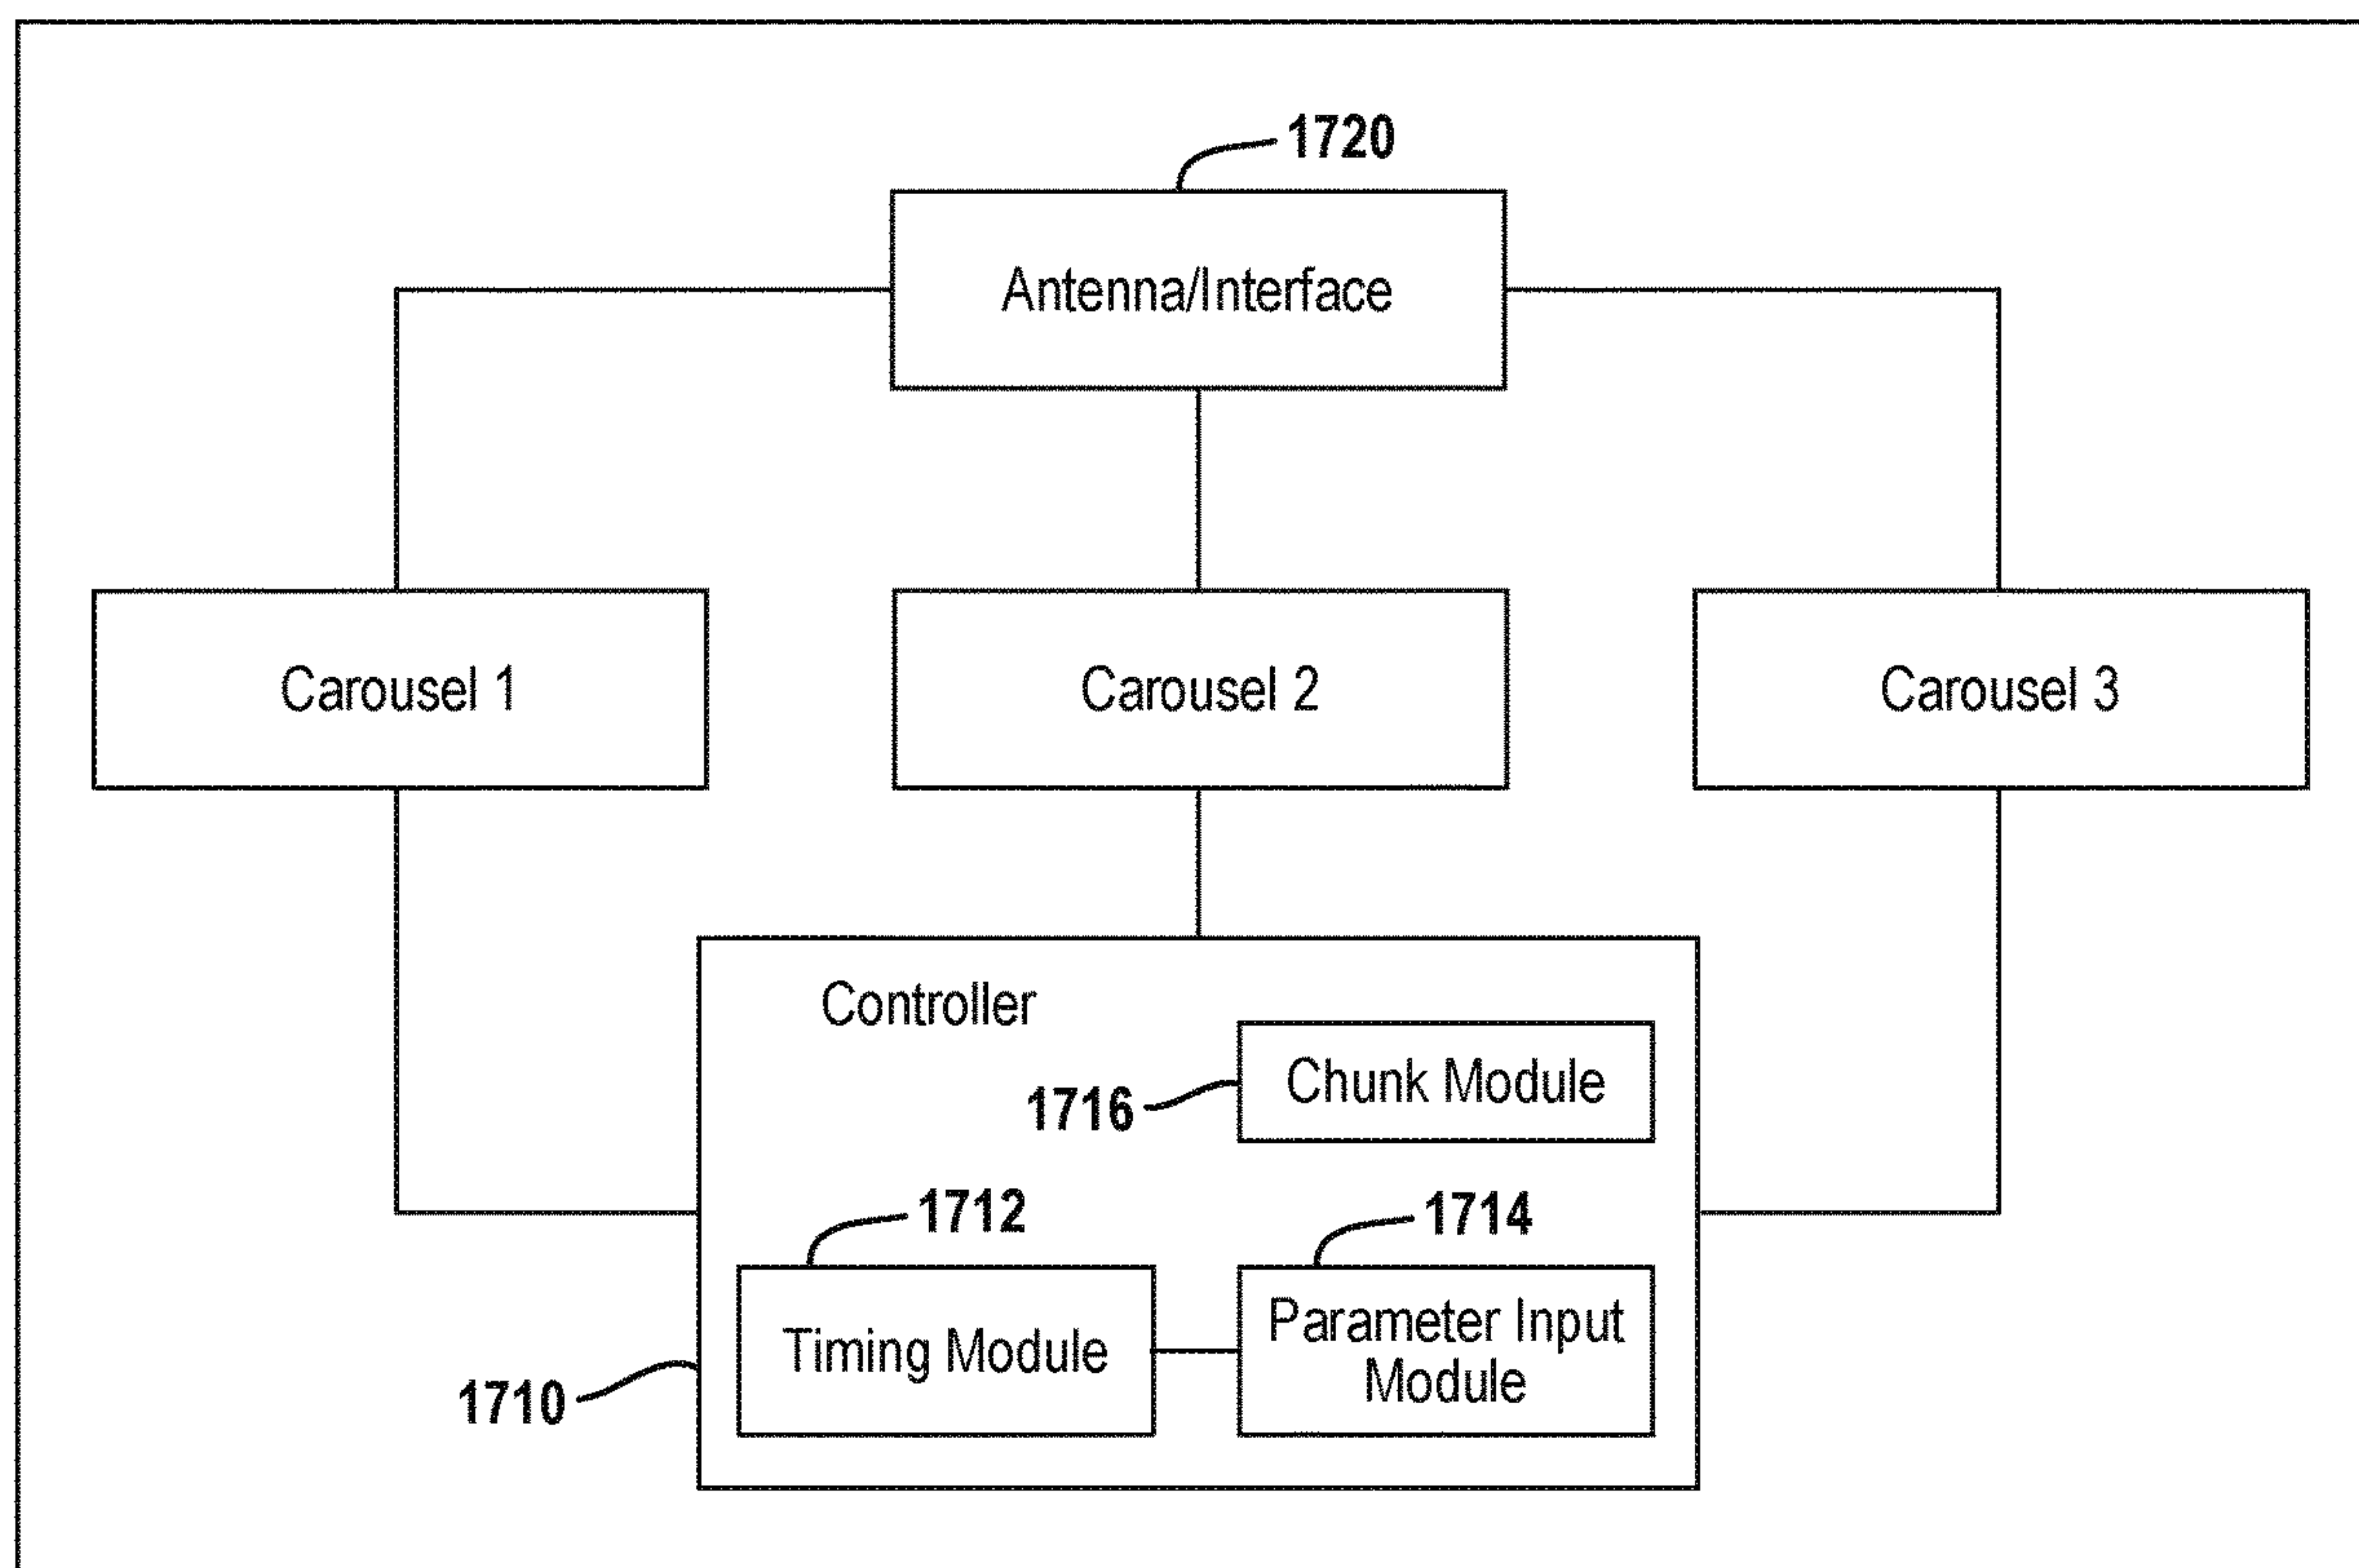 1720
Antenna/Interface
Carousel 1
Carousel 2
Carousel 3
Controller
Chunk Module
1716
1712
1714
Timing Module
Parameter Input
Module
1710